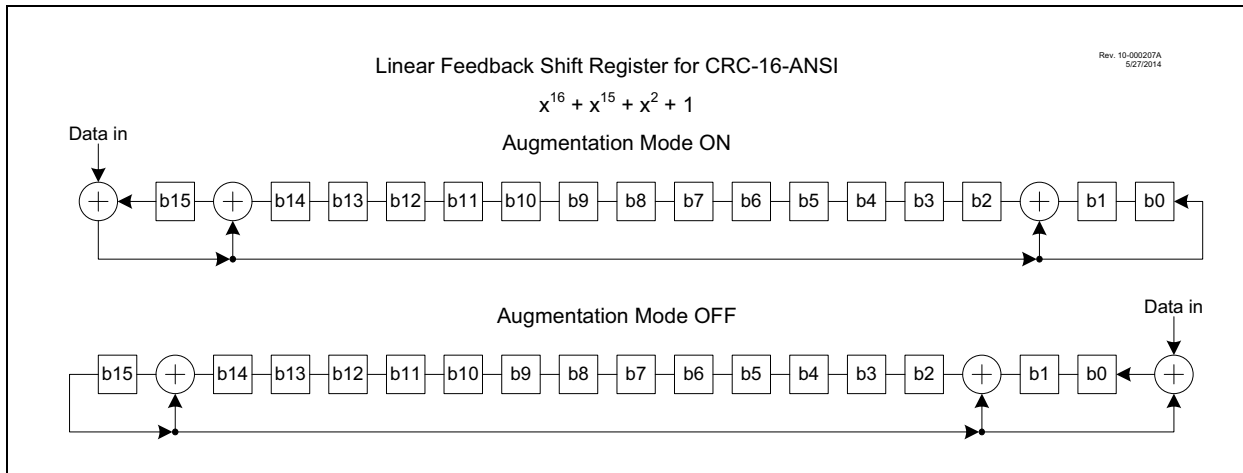 Linear Feedback Shift Register for CRC-16-ANSI
Rev. 10-000207A
5/27/2014
x¹⁶ + x¹⁵ + x² + 1
Augmentation Mode ON
Data in
b15 b14 b13 b12 b11 b10 b9 b8 b7 b6 b5 b4 b3 b2 b1 b0
Augmentation Mode OFF
Data in
b15 b14 b13 b12 b11 b10 b9 b8 b7 b6 b5 b4 b3 b2 b1 b0